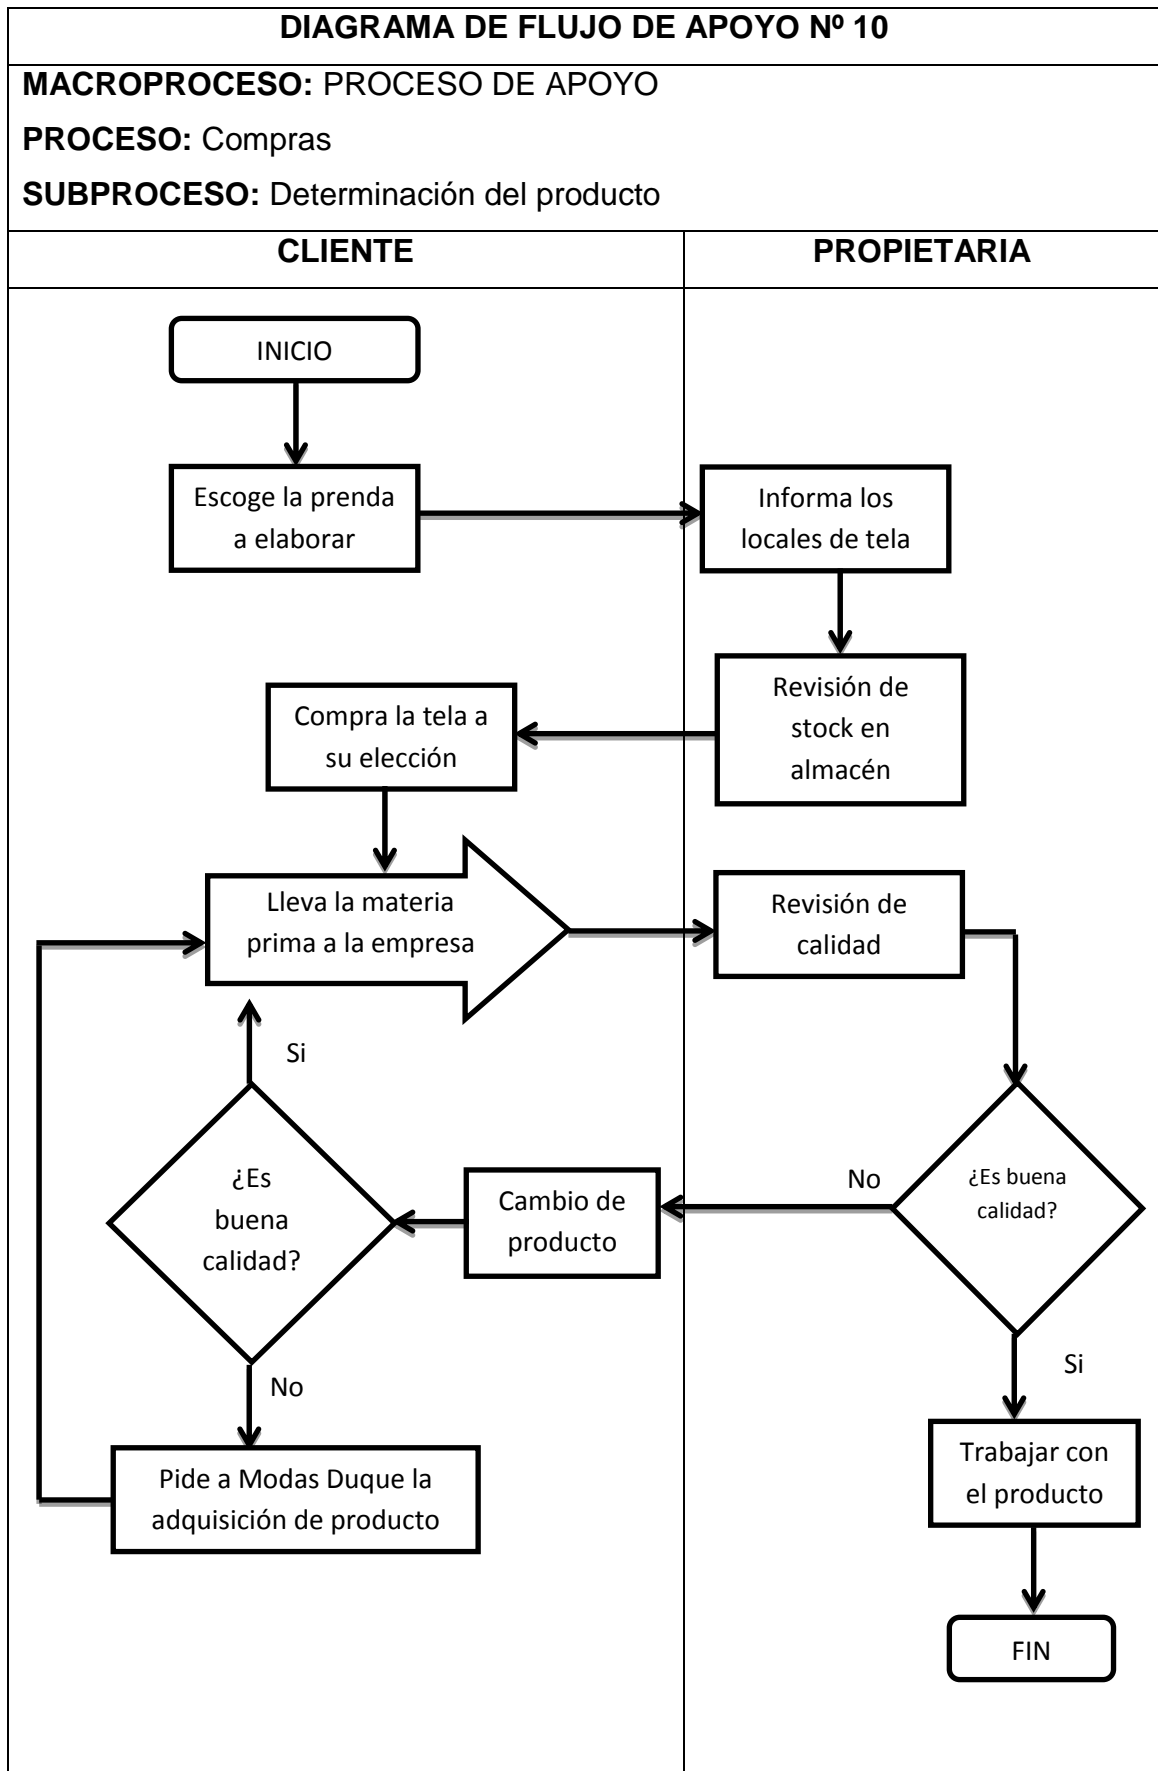 DIAGRAMA DE FLUJO DE APOYO Nº 10
MACROPROCESO: PROCESO DE APOYO
PROCESO: Compras
SUBPROCESO: Determinación del producto
CLIENTE
PROPIETARIA
INICIO
Escoge la prenda
a elaborar
Informa los
locales de tela
Revisión de
stock en
almacén
Compra la tela a
su elección
Lleva la materia
prima a la empresa
Revisión de
calidad
Si
¿Es
buena
calidad?
Cambio de
producto
No
¿Es buena
calidad?
No
Si
Pide a Modas Duque la
adquisición de producto
Trabajar con
el producto
FIN